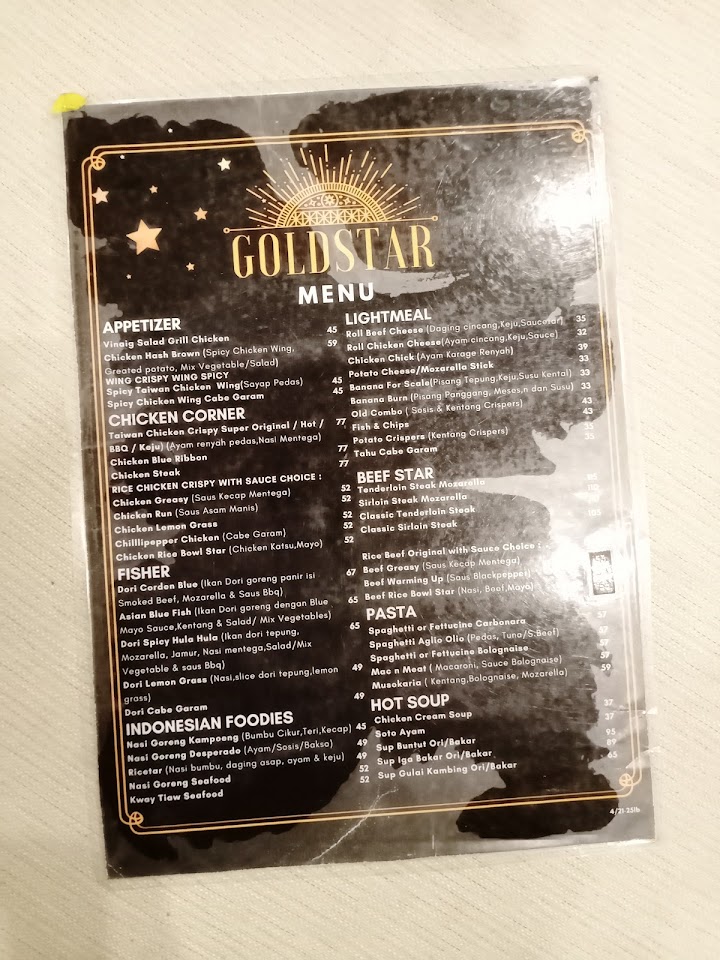 GOLDSTAR
MENU
APPETIZER
Vinaig Salad Grill Chicken 45
Chicken Hash Brown (Spicy Chicken Wing, 59
Greated potato, Mix Vegetable/Salad)
WING CRISPY WING SPICY
Spicy Taiwan Chicken Wing(Sayap Pedas) 45
Spicy Chicken Wing Cabe Garam 45
CHICKEN CORNER
Taiwan Chicken Crispy Super Original / Hot / 77
BBQ / Keju) (Ayam renyah pedas,Nasi Mentega)
Chicken Blue Ribbon 77
Chicken Steak 77
RICE CHICKEN CRISPY WITH SAUCE CHOICE :
Chicken Greasy (Saus Kecap Mentega) 52
Chicken Run (Saus Asam Manis) 52
Chicken Lemon Grass 52
Chilllipepper Chicken (Cabe Garam) 52
Chicken Rice Bowl Star (Chicken Katsu,Mayo) 52
FISHER
Dori Corden Blue (Ikan Dori goreng panir isi 67
Smoked Beef, Mozarella & Saus Bbq)
Asian Blue Fish (Ikan Dori goreng dengan Blue 65
Mayo Sauce,Kentang & Salad/ Mix Vegetables)
Dori Spicy Hula Hula (Ikan dori tepung, 65
Mozarella, Jamur, Nasi mentega,Salad/Mix
Vegetable & saus Bbq)
Dori Lemon Grass (Nasi,slice dori tepung,lemon 49
grass)
Dori Cabe Garam 49
INDONESIAN FOODIES
Nasi Goreng Kampoeng (Bumbu Cikur,Teri,Kecap) 45
Nasi Goreng Desperado (Ayam/Sosis/Bakso) 49
Ricetar (Nasi bumbu, daging asap, ayam & keju) 49
Nasi Goreng Seafood 52
Kway Tiaw Seafood 52
LIGHTMEAL
Roll Beef Cheese (Daging cincang,Keju,Saucesar) 35
Roll Chicken Cheese(Ayam cincang,Keju,Sauce) 32
Chicken Chick (Ayam Karage Renyah) 39
Potato Cheese/Mozarella Stick 33
Banana For Scale(Pisang Tepung,Keju,Susu Kental) 33
Banana Burn (Pisang Panggang, Meses,n dan Susu) 33
Old Combo ( Sosis & Kentang Crispers) 43
Fish & Chips 43
Potato Crispers (Kentang Crispers) 35
Tahu Cabe Garam 35
BEEF STAR
Tenderloin Steak Mozarella
Sirloin Steak Mozarella
Classic Tenderloin Steak
Classic Sirloin Steak
Rice Beef Original with Sauce Choice :
Beef Greasy (Saus Kecap Mentega)
Beef Warming Up (Saus Blackpepper)
Beef Rice Bowl Star (Nasi, Beef,Mayo)
PASTA
Spaghetti or Fettucine Carbonara 57
Spaghetti Aglio Olio (Pedas, Tuna/S.Beef) 57
Spaghetti or Fettucine Bolognaise 57
Mac n Meat ( Macaroni, Sauce Bolognaise) 57
Musokaria ( Kentang,Bolognaise, Mozarella) 59
HOT SOUP
Chicken Cream Soup 37
Soto Ayam 37
Sup Buntut Ori/Bakar 95
Sup Iga Bakar Ori/Bakar 89
Sup Gulai Kambing Ori/Bakar 65
4/21-25lb